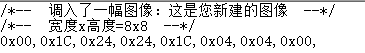 /*--  调入了一幅图像：这是您新建的图像  --*/
/*--  宽度x高度=8x8  --*/
0x00,0x1C,0x24,0x24,0x1C,0x04,0x04,0x00,